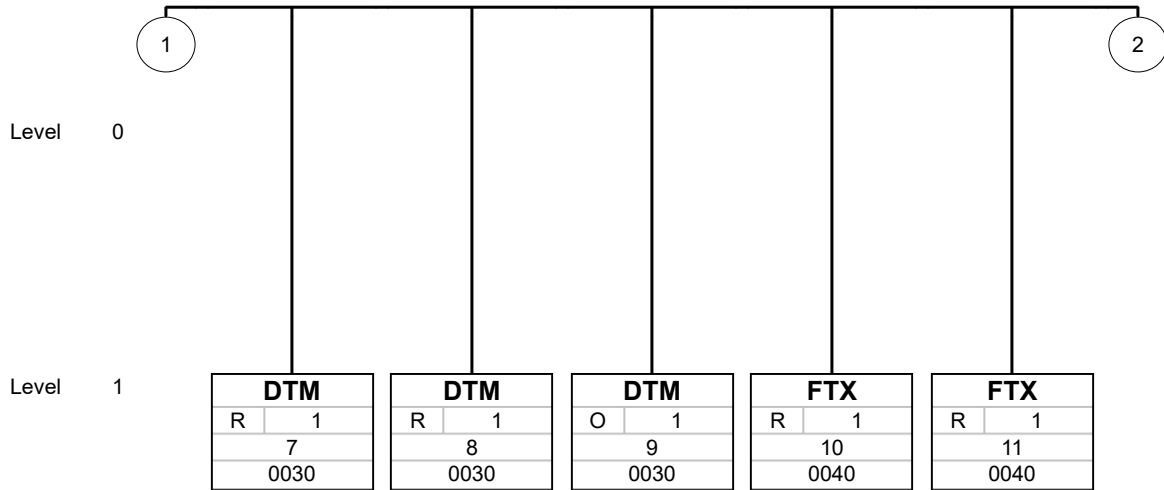 1 2
Level 0
Level 1
DTM DTM DTM FTX FTX
R 1 R 1 O 1 R 1 R 1
7 8 9 10 11
0030 0030 0030 0040 0040